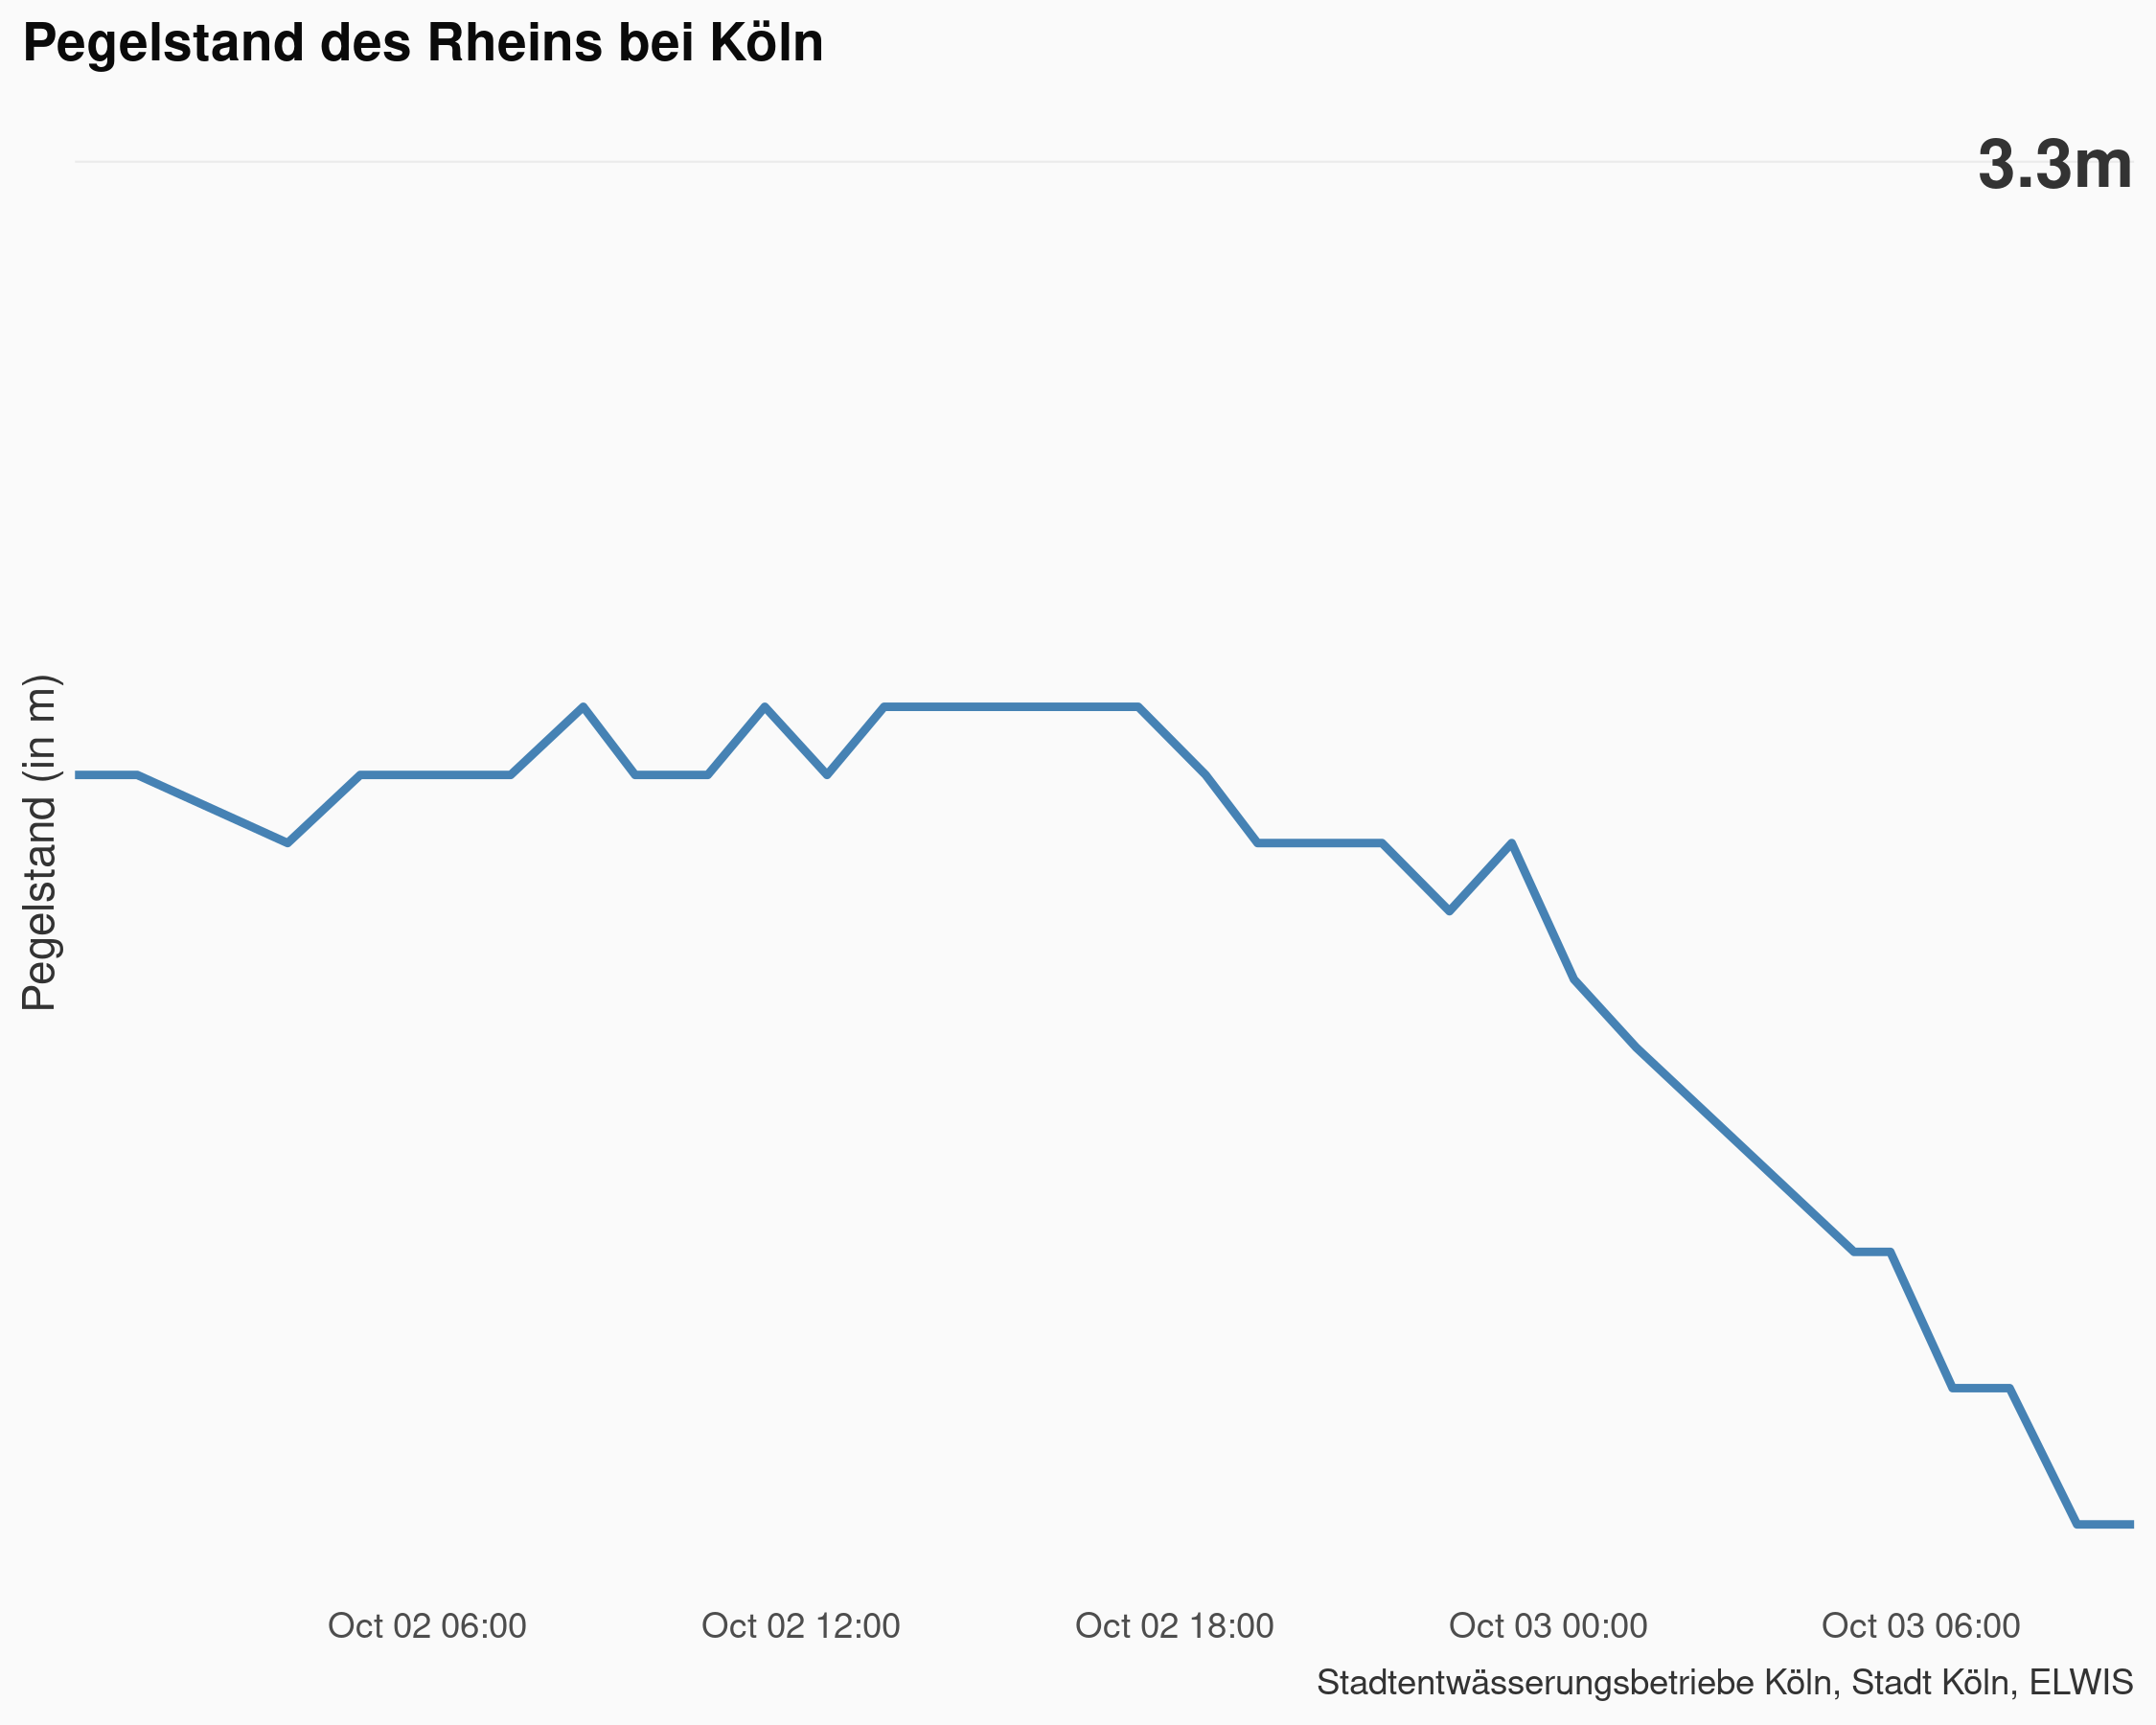 Pegelstand des Rheins bei Köln
3.3m
Pegelstand (in m)
Oct 02 06:00 Oct 02 12:00 Oct 02 18:00 Oct 03 00:00 Oct 03 06:00
Stadtentwässerungsbetriebe Köln, Stadt Köln, ELWIS